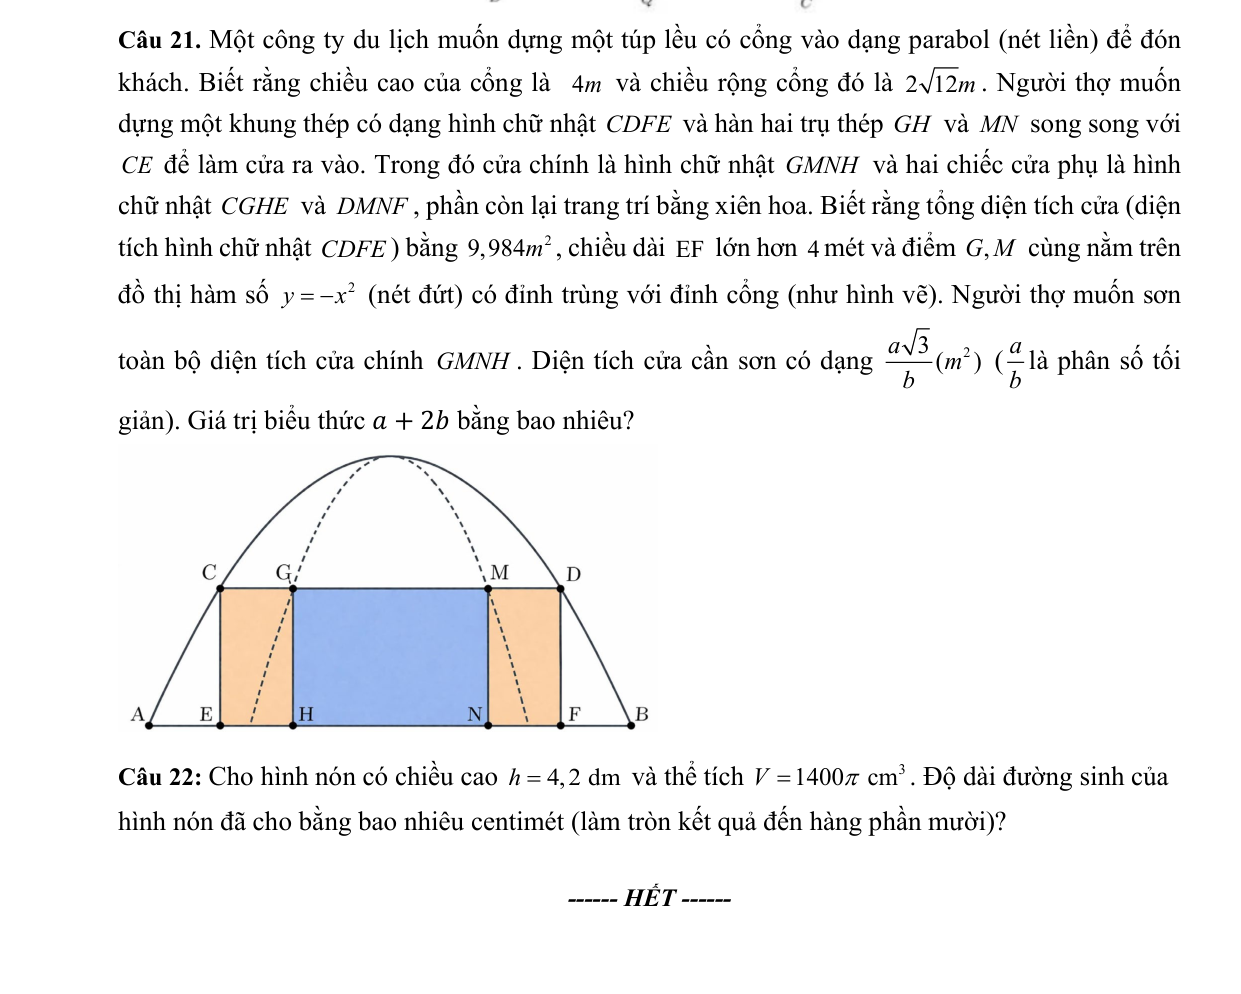 Câu 21. Một công ty du lịch muốn dựng một túp lều có cổng vào dạng parabol (nét liền) để đón
khách. Biết rằng chiều cao của cổng là 4m và chiều rộng cổng đó là 2√12m. Người thợ muốn
dựng một khung thép có dạng hình chữ nhật CDFE và hàn hai trụ thép GH và MN song song với
CE để làm cửa ra vào. Trong đó cửa chính là hình chữ nhật GMNH và hai chiếc cửa phụ là hình
chữ nhật CGHE và DMNF, phần còn lại trang trí bằng xiên hoa. Biết rằng tổng diện tích cửa (diện
tích hình chữ nhật CDFE) bằng 9,984m², chiều dài EF lớn hơn 4 mét và điểm G,M cùng nằm trên
đồ thị hàm số y = −x² (nét đứt) có đỉnh trùng với đỉnh cổng (như hình vẽ). Người thợ muốn sơn
toàn bộ diện tích cửa chính GMNH. Diện tích cửa cần sơn có dạng a√3/b (m²) (a/b là phân số tối
giản). Giá trị biểu thức a + 2b bằng bao nhiêu?
C G M D
A E H N F B
Câu 22: Cho hình nón có chiều cao h = 4,2 dm và thể tích V = 1400π cm³. Độ dài đường sinh của
hình nón đã cho bằng bao nhiêu centimét (làm tròn kết quả đến hàng phần mười)?
------ HẾT ------